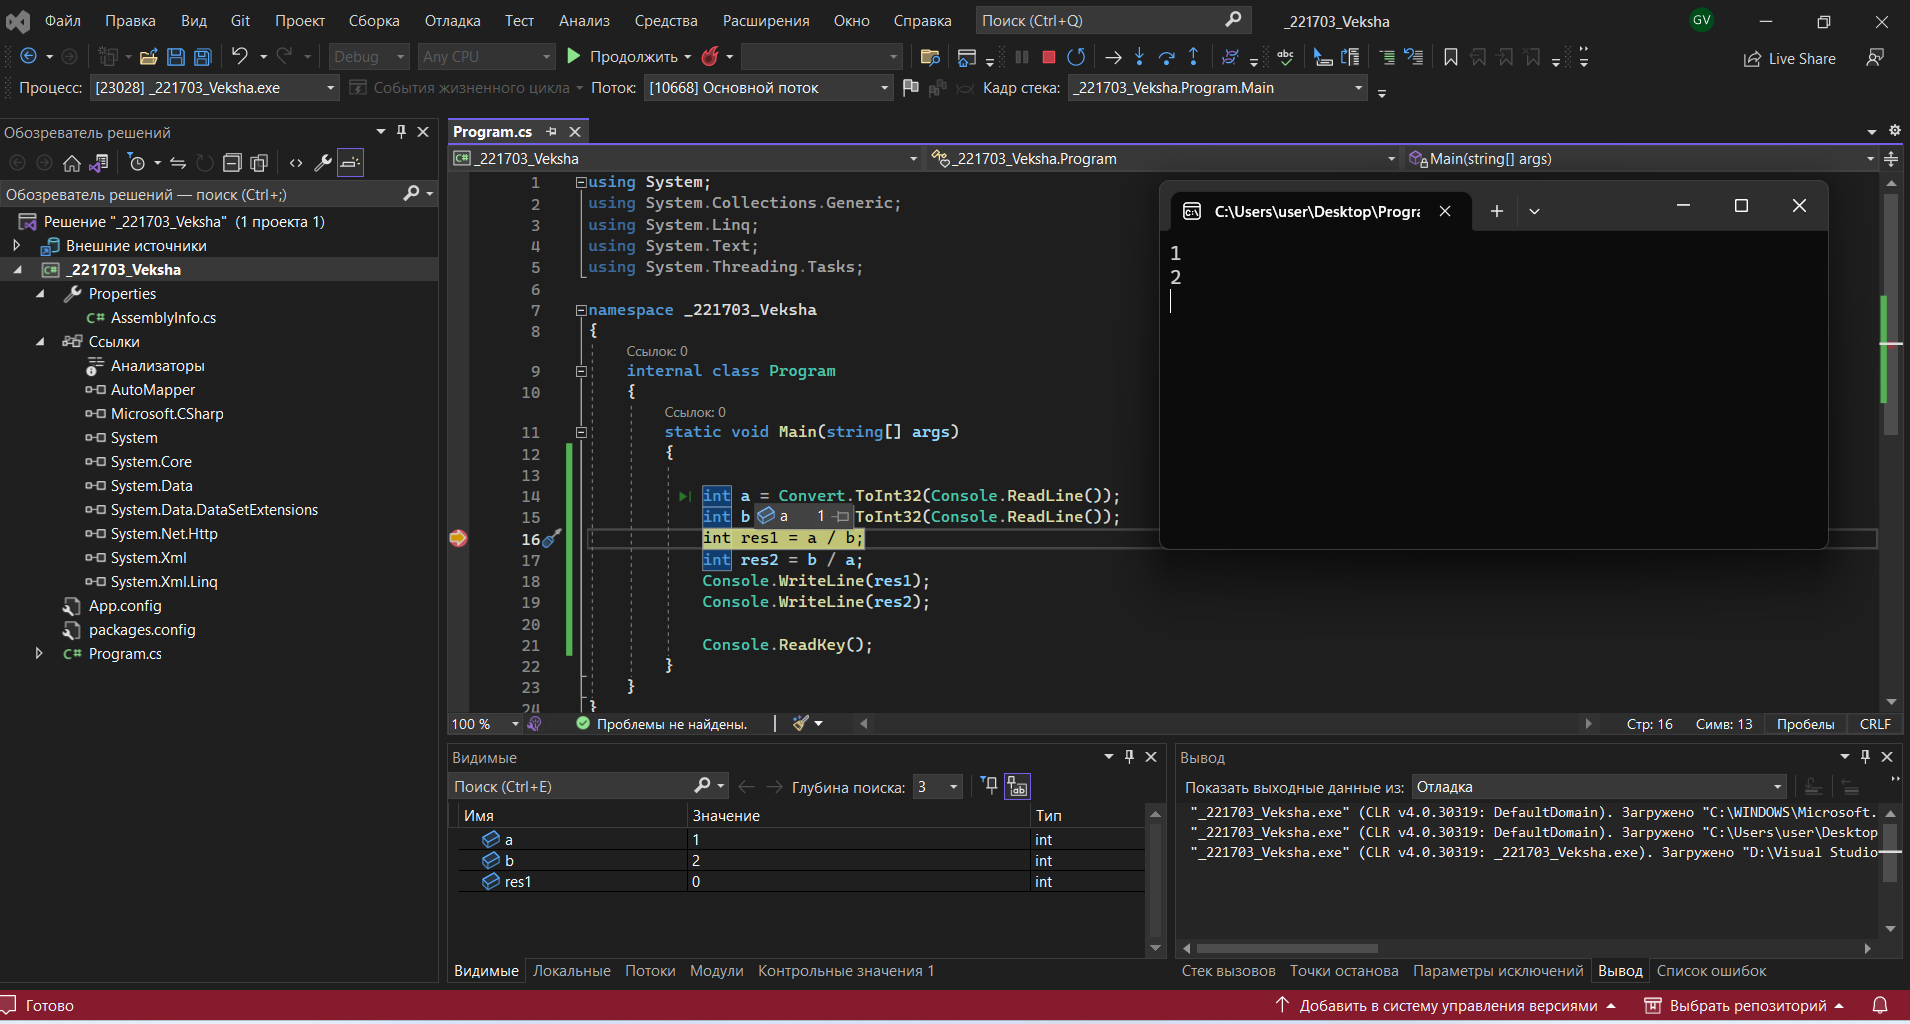 Файл Правка Вид Git Проект Сборка Отладка Тест Анализ Средства Расширения Окно Справка Поиск (Ctrl+Q) _221703_Veksha GV
Debug Any CPU Продолжить abc Live Share
Процесс: [23028] _221703_Veksha.exe События жизненного цикла Поток: [10668] Основной поток Кадр стека: _221703_Veksha.Program.Main
Обозреватель решений
Обозреватель решений — поиск (Ctrl+;)
Решение "_221703_Veksha" (1 проекта 1)
Внешние источники
C# _221703_Veksha
Properties
C# AssemblyInfo.cs
Ссылки
Анализаторы
AutoMapper
Microsoft.CSharp
System
System.Core
System.Data
System.Data.DataSetExtensions
System.Net.Http
System.Xml
System.Xml.Linq
App.config
packages.config
C# Program.cs
Program.cs
C# _221703_Veksha _221703_Veksha.Program Main(string[] args)
1 using System;
2 using System.Collections.Generic;
3 using System.Linq;
4 using System.Text;
5 using System.Threading.Tasks;
6
7 namespace _221703_Veksha
8 {
Ссылок: 0
9 internal class Program
10 {
Ссылок: 0
11 static void Main(string[] args)
12 {
13
14 int a = Convert.ToInt32(Console.ReadLine());
15 int b a 1 ToInt32(Console.ReadLine());
16 int res1 = a / b;
17 int res2 = b / a;
18 Console.WriteLine(res1);
19 Console.WriteLine(res2);
20
21 Console.ReadKey();
22 }
23 }
24 }
C:\Users\user\Desktop\Progra
1
2
100 % Проблемы не найдены. Стр: 16 Симв: 13 Пробелы CRLF
Видимые
Поиск (Ctrl+E) Глубина поиска: 3
Имя Значение Тип
a 1 int
b 2 int
res1 0 int
Видимые Локальные Потоки Модули Контрольные значения 1
Вывод
Показать выходные данные из: Отладка
"_221703_Veksha.exe" (CLR v4.0.30319: DefaultDomain). Загружено "C:\WINDOWS\Microsoft.
"_221703_Veksha.exe" (CLR v4.0.30319: DefaultDomain). Загружено "C:\Users\user\Desktop
"_221703_Veksha.exe" (CLR v4.0.30319: _221703_Veksha.exe). Загружено "D:\Visual Studio
Стек вызовов Точки останова Параметры исключений Вывод Список ошибок
Готово Добавить в систему управления версиями Выбрать репозиторий